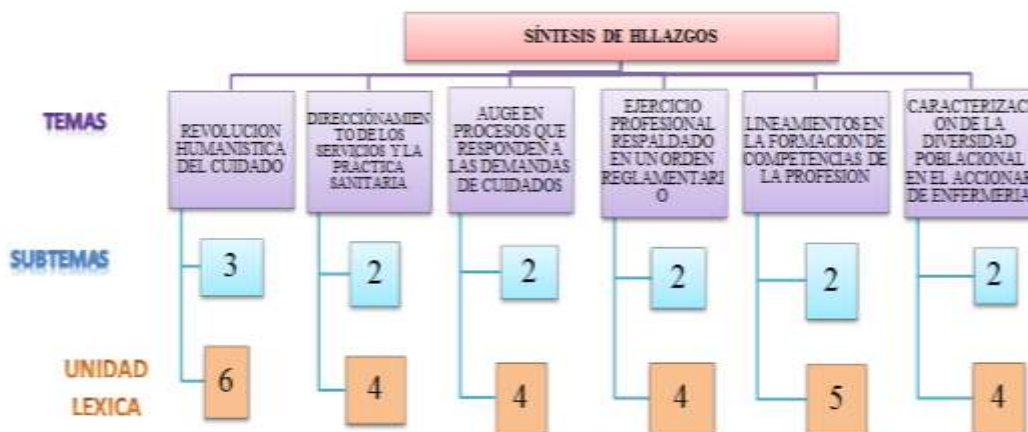 SÍNTESIS DE HLLAZGOS
TEMAS
REVOLUCION
HUMANISTICA
DEL CUIDADO
DIRECCIÓNAMIEN
TO DE LOS
SERVICIOS Y LA
PRACTICA
SANITARIA
AUGE EN
PROCESOS QUE
RESPONDEN A
LAS DEMANDAS
DE CUIDADOS
EJERCICIO
PROFESIONAL
RESPALDADO
EN UN ORDEN
REGLAMENTARI
O
LINEAMIENTOS EN
LA FORMACION DE
COMPETENCIAS DE
LA PROFESION
CARACTERIZACI
ON DE LA
DIVERSIDAD
POBLACIONAL
EN EL ACCIONAR
DE ENFERMERIA
SUBTEMAS
3
2
2
2
2
2
UNIDAD
LEXICA
6
4
4
4
5
4